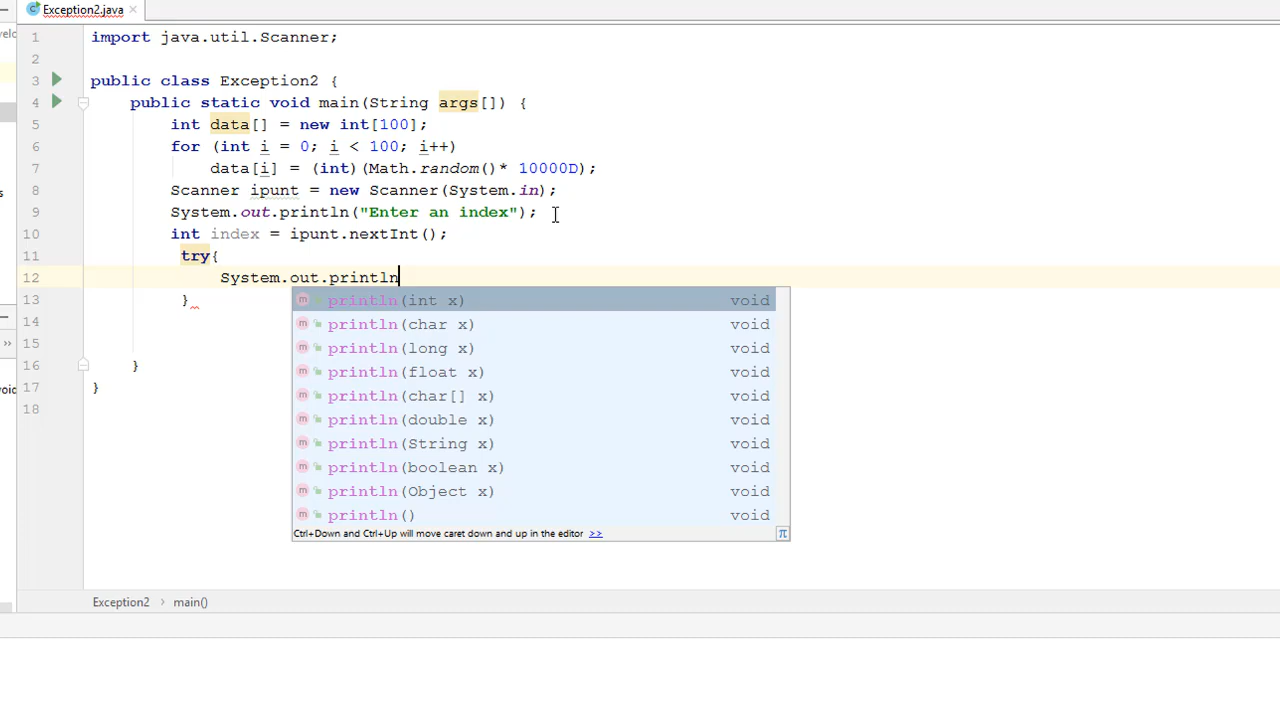 Exception2.java
1 import java.util.Scanner;
2
3 public class Exception2 {
4 public static void main(String args[]) {
5 int data[] = new int[100];
6 for (int i = 0; i < 100; i++)
7 data[i] = (int)(Math.random()* 10000D);
8 Scanner ipunt = new Scanner(System.in);
9 System.out.println("Enter an index");
10 int index = ipunt.nextInt();
11 try{
12 System.out.println
13 }
m println(int x) void
m println(char x) void
m println(long x) void
m println(float x) void
m println(char[] x) void
m println(double x) void
m println(String x) void
m println(boolean x) void
m println(Object x) void
m println() void
Ctrl+Down and Ctrl+Up will move caret down and up in the editor >> π
14
15
16 }
17 }
18
Exception2 › main()